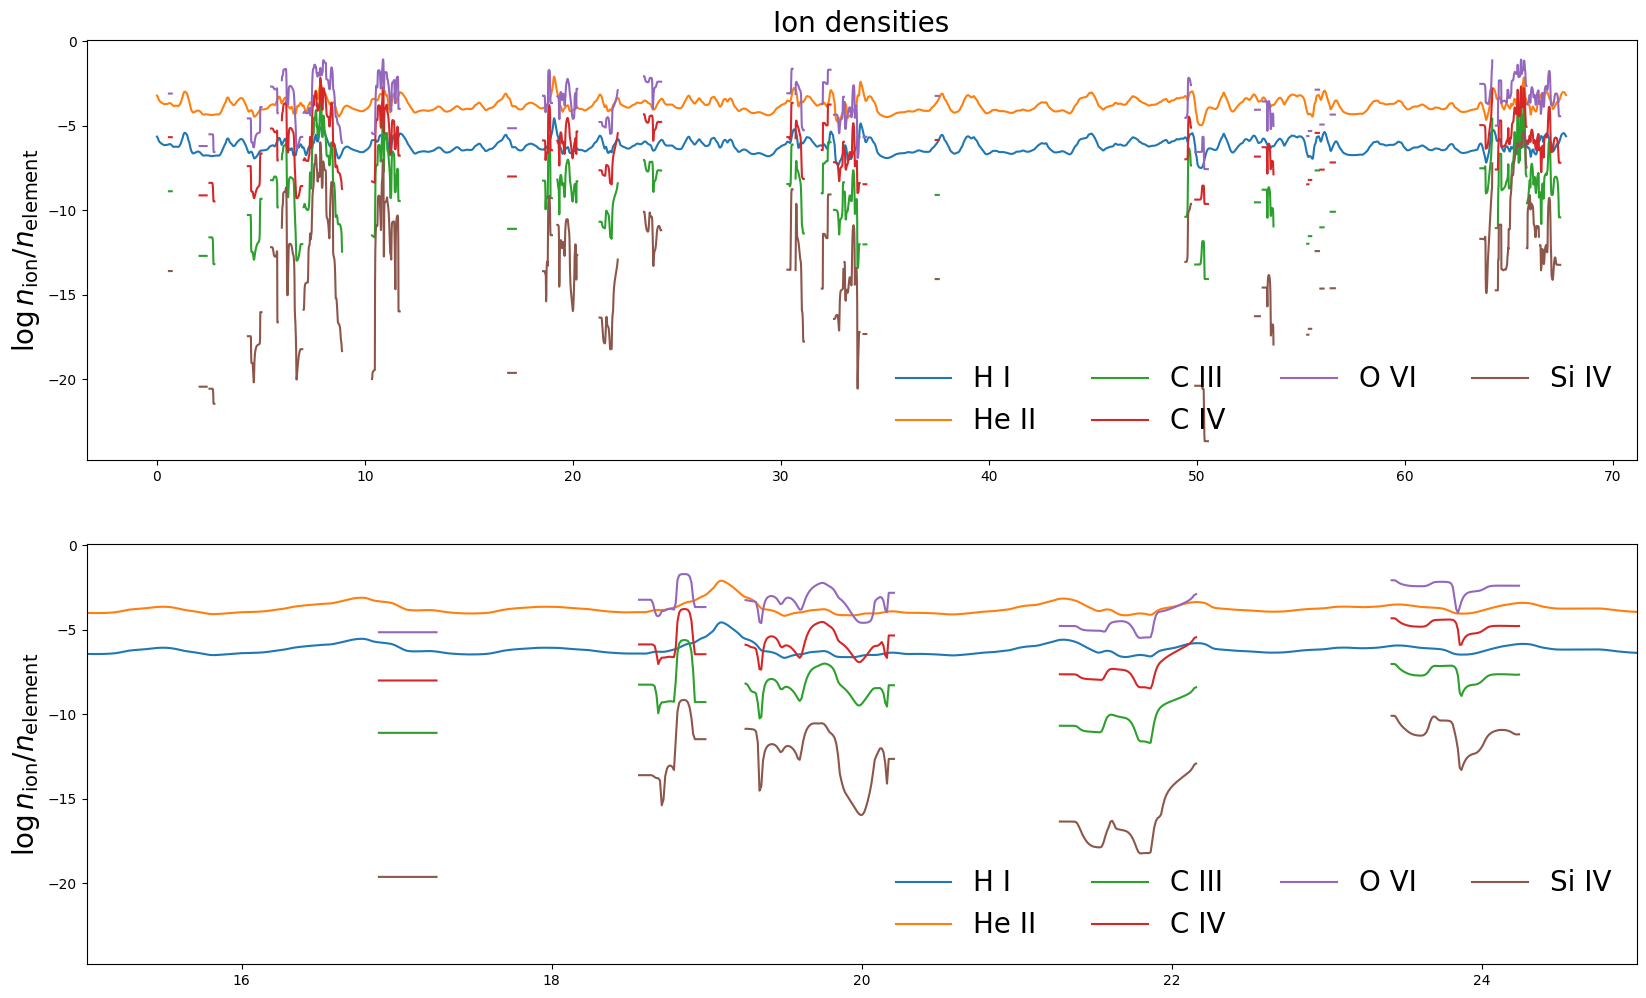 Ion densities
0
−5
−10
−15
−20
log n_ion/n_element
H I
C III
O VI
Si IV
He II
C IV
0 10 20 30 40 50 60 70
0
−5
−10
−15
−20
log n_ion/n_element
H I
C III
O VI
Si IV
He II
C IV
16 18 20 22 24